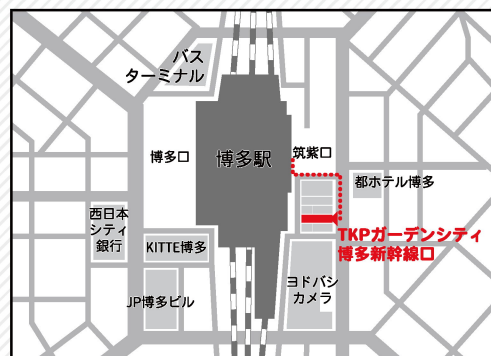 バス
ターミナル
博多口
博多駅
筑紫口
都ホテル博多
西日本
シティ
銀行
KITTE博多
TKPガーデンシティ
博多新幹線口
JP博多ビル
ヨドバシ
カメラ